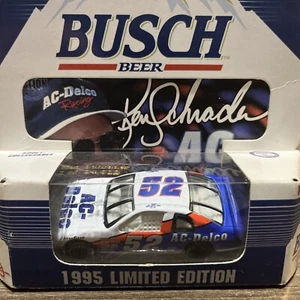 BUSCH
BEER
AC-Delco
Racing
Ken Schrader
AC
52
AC-
Delco
52
AC-Delco
1995 LIMITED EDITION